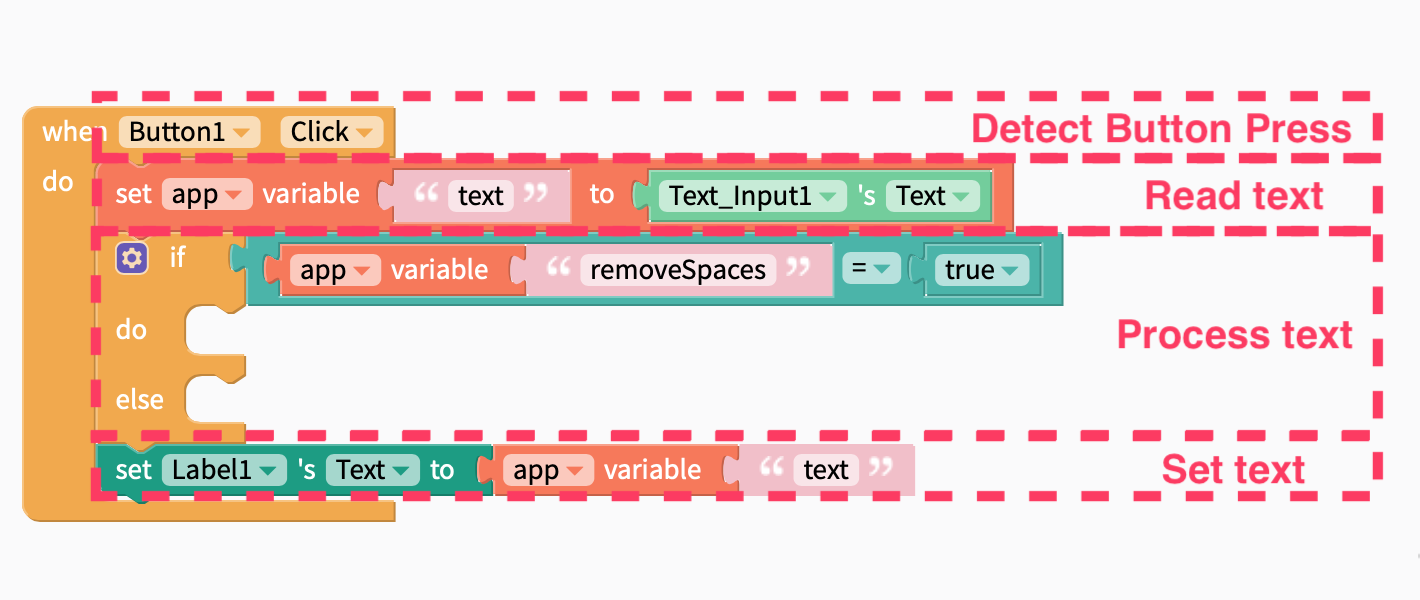 when Button1 Click
Detect Button Press
do set app variable “ text ” to Text_Input1 's Text
Read text
if app variable “ removeSpaces ” = true
do
Process text
else
set Label1 's Text to app variable “ text ”
Set text